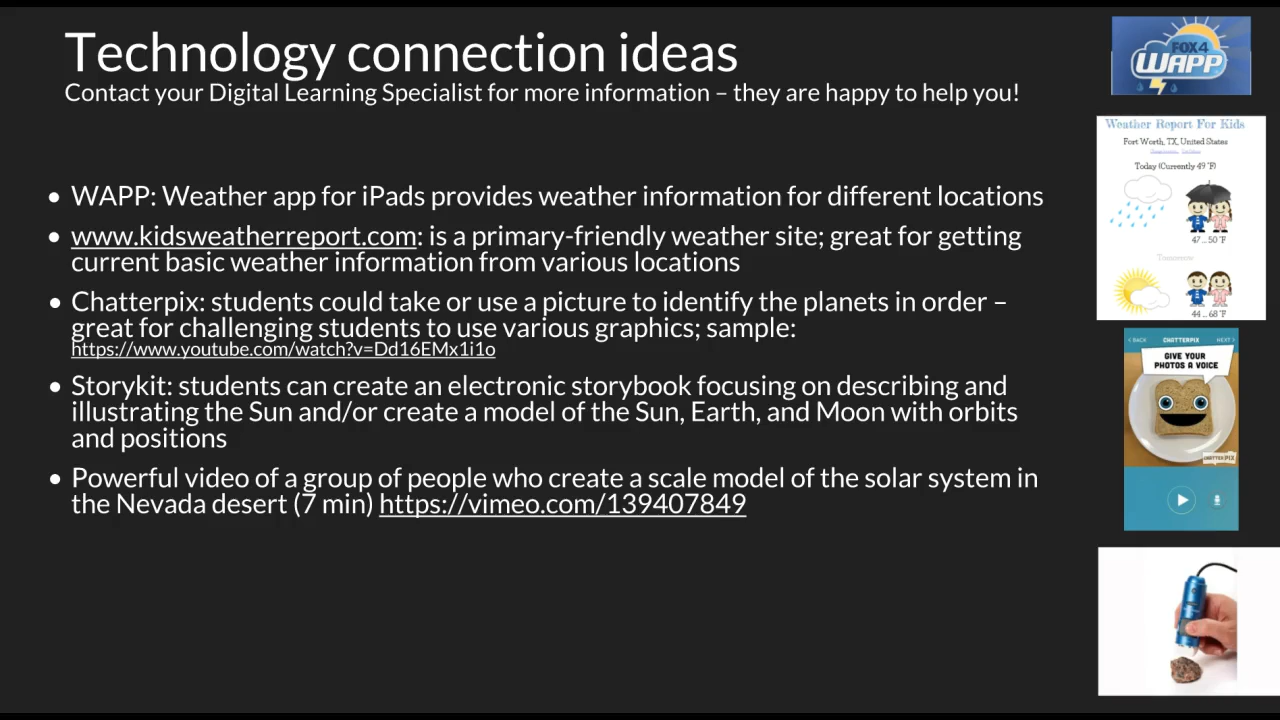 Technology connection ideas
Contact your Digital Learning Specialist for more information – they are happy to help you!
• WAPP: Weather app for iPads provides weather information for different locations
• www.kidsweatherreport.com: is a primary-friendly weather site; great for getting
current basic weather information from various locations
• Chatterpix: students could take or use a picture to identify the planets in order –
great for challenging students to use various graphics; sample:
https://www.youtube.com/watch?v=Dd16EMx1i1o
• Storykit: students can create an electronic storybook focusing on describing and
illustrating the Sun and/or create a model of the Sun, Earth, and Moon with orbits
and positions
• Powerful video of a group of people who create a scale model of the solar system in
the Nevada desert (7 min) https://vimeo.com/139407849
FOX 4
WAPP
Weather Report For Kids
Fort Worth, TX, United States
Today (Currently 49 °F)
47 ... 50 °F
Tomorrow
44 ... 68 °F
< BACK CHATTERPIX NEXT >
GIVE YOUR
PHOTOS A VOICE
CHATTER PIX